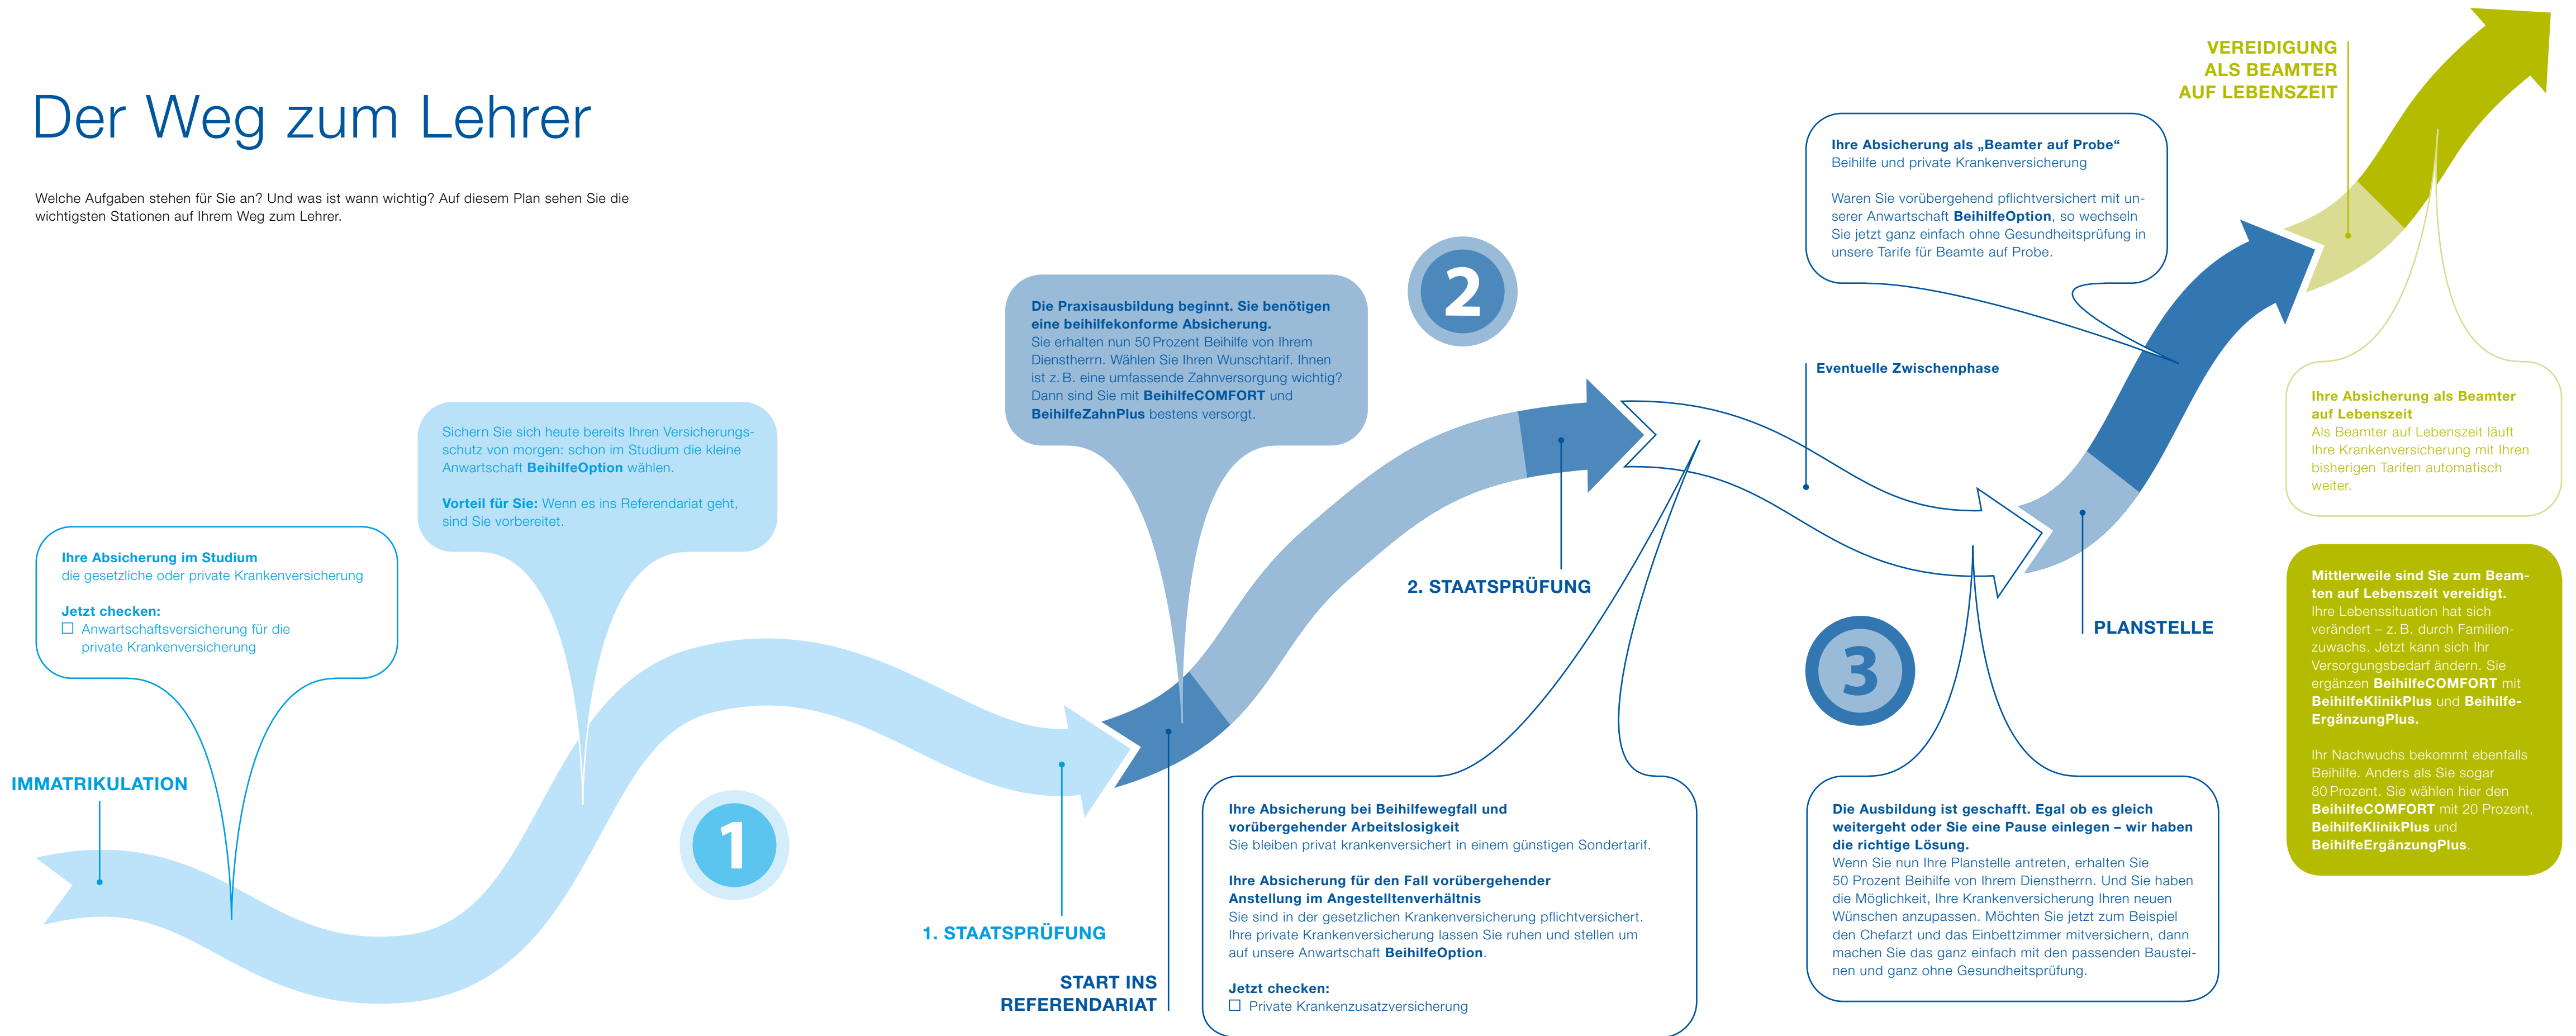 Der Weg zum Lehrer
Welche Aufgaben stehen für Sie an? Und was ist wann wichtig? Auf diesem Plan sehen Sie die
wichtigsten Stationen auf Ihrem Weg zum Lehrer.
IMMATRIKULATION
Ihre Absicherung im Studium
die gesetzliche oder private Krankenversicherung
Jetzt checken:
Anwartschaftsversicherung für die
private Krankenversicherung
Sichern Sie sich heute bereits Ihren Versicherungs-
schutz von morgen: schon im Studium die kleine
Anwartschaft BeihilfeOption wählen.
Vorteil für Sie: Wenn es ins Referendariat geht,
sind Sie vorbereitet.
1
1. STAATSPRÜFUNG
START INS
REFERENDARIAT
Die Praxisausbildung beginnt. Sie benötigen
eine beihilfekonforme Absicherung.
Sie erhalten nun 50 Prozent Beihilfe von Ihrem
Dienstherrn. Wählen Sie Ihren Wunschtarif. Ihnen
ist z. B. eine umfassende Zahnversorgung wichtig?
Dann sind Sie mit BeihilfeCOMFORT und
BeihilfeZahnPlus bestens versorgt.
2
2. STAATSPRÜFUNG
Ihre Absicherung bei Beihilfewegfall und
vorübergehender Arbeitslosigkeit
Sie bleiben privat krankenversichert in einem günstigen Sondertarif.
Ihre Absicherung für den Fall vorübergehender
Anstellung im Angestelltenverhältnis
Sie sind in der gesetzlichen Krankenversicherung pflichtversichert.
Ihre private Krankenversicherung lassen Sie ruhen und stellen um
auf unsere Anwartschaft BeihilfeOption.
Jetzt checken:
Private Krankenzusatzversicherung
Eventuelle Zwischenphase
3
Die Ausbildung ist geschafft. Egal ob es gleich
weitergeht oder Sie eine Pause einlegen – wir haben
die richtige Lösung.
Wenn Sie nun Ihre Planstelle antreten, erhalten Sie
50 Prozent Beihilfe von Ihrem Dienstherrn. Und Sie haben
die Möglichkeit, Ihre Krankenversicherung Ihren neuen
Wünschen anzupassen. Möchten Sie jetzt zum Beispiel
den Chefarzt und das Einbettzimmer mitversichern, dann
machen Sie das ganz einfach mit den passenden Baustei-
nen und ganz ohne Gesundheitsprüfung.
PLANSTELLE
Ihre Absicherung als „Beamter auf Probe“
Beihilfe und private Krankenversicherung
Waren Sie vorübergehend pflichtversichert mit un-
serer Anwartschaft BeihilfeOption, so wechseln
Sie jetzt ganz einfach ohne Gesundheitsprüfung in
unsere Tarife für Beamte auf Probe.
VEREIDIGUNG
ALS BEAMTER
AUF LEBENSZEIT
Ihre Absicherung als Beamter
auf Lebenszeit
Als Beamter auf Lebenszeit läuft
Ihre Krankenversicherung mit Ihren
bisherigen Tarifen automatisch
weiter.
Mittlerweile sind Sie zum Beam-
ten auf Lebenszeit vereidigt.
Ihre Lebenssituation hat sich
verändert – z. B. durch Familien-
zuwachs. Jetzt kann sich Ihr
Versorgungsbedarf ändern. Sie
ergänzen BeihilfeCOMFORT mit
BeihilfeKlinikPlus und Beihilfe-
ErgänzungPlus.
Ihr Nachwuchs bekommt ebenfalls
Beihilfe. Anders als Sie sogar
80 Prozent. Sie wählen hier den
BeihilfeCOMFORT mit 20 Prozent,
BeihilfeKlinikPlus und
BeihilfeErgänzungPlus.